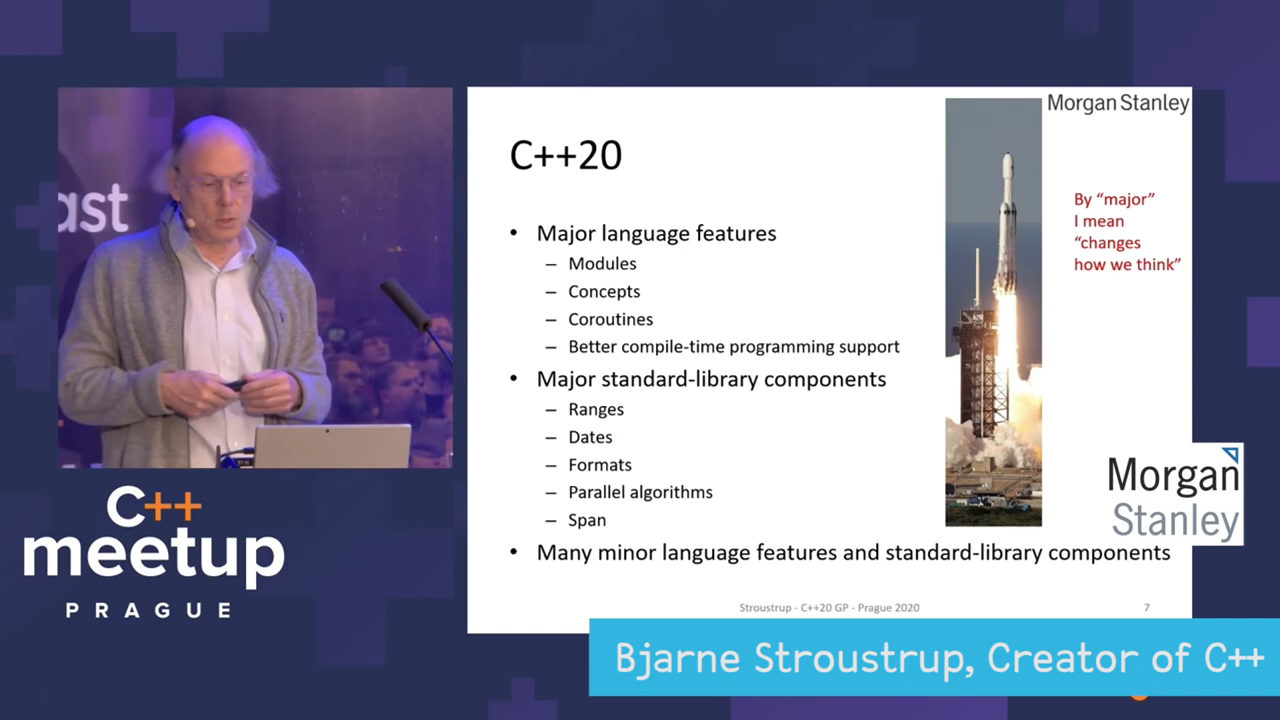 ast
C++
meetup
PRAGUE
Morgan Stanley
C++20
By “major”
I mean
“changes
how we think”
• Major language features
– Modules
– Concepts
– Coroutines
– Better compile-time programming support
• Major standard-library components
– Ranges
– Dates
– Formats
– Parallel algorithms
– Span
• Many minor language features and standard-library components
Morgan
Stanley
Stroustrup - C++20 GP - Prague 2020
7
Bjarne Stroustrup, Creator of C++